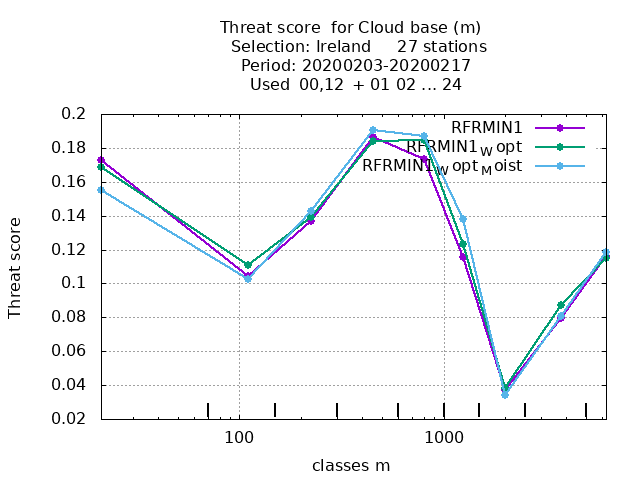 Threat score  for Cloud base (m)
Selection: Ireland     27 stations
Period: 20200203-20200217
Used  00,12  + 01 02 ... 24
RFRMIN1
RFRMIN1Wopt
RFRMIN1WoptMoist
0.2
0.18
0.16
0.14
0.12
0.1
0.08
0.06
0.04
0.02
Threat score
100
1000
classes m